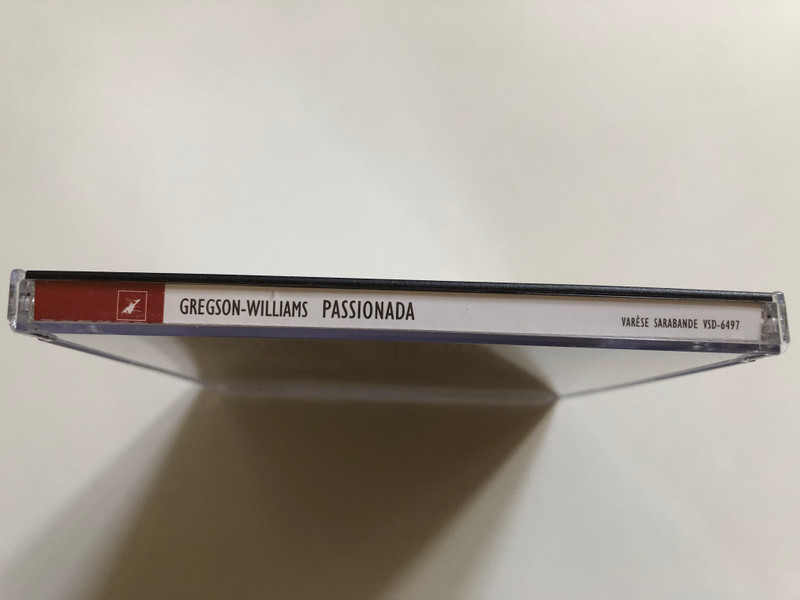 GREGSON-WILLIAMS PASSIONADA
VARÈSE SARABANDE VSD-6497